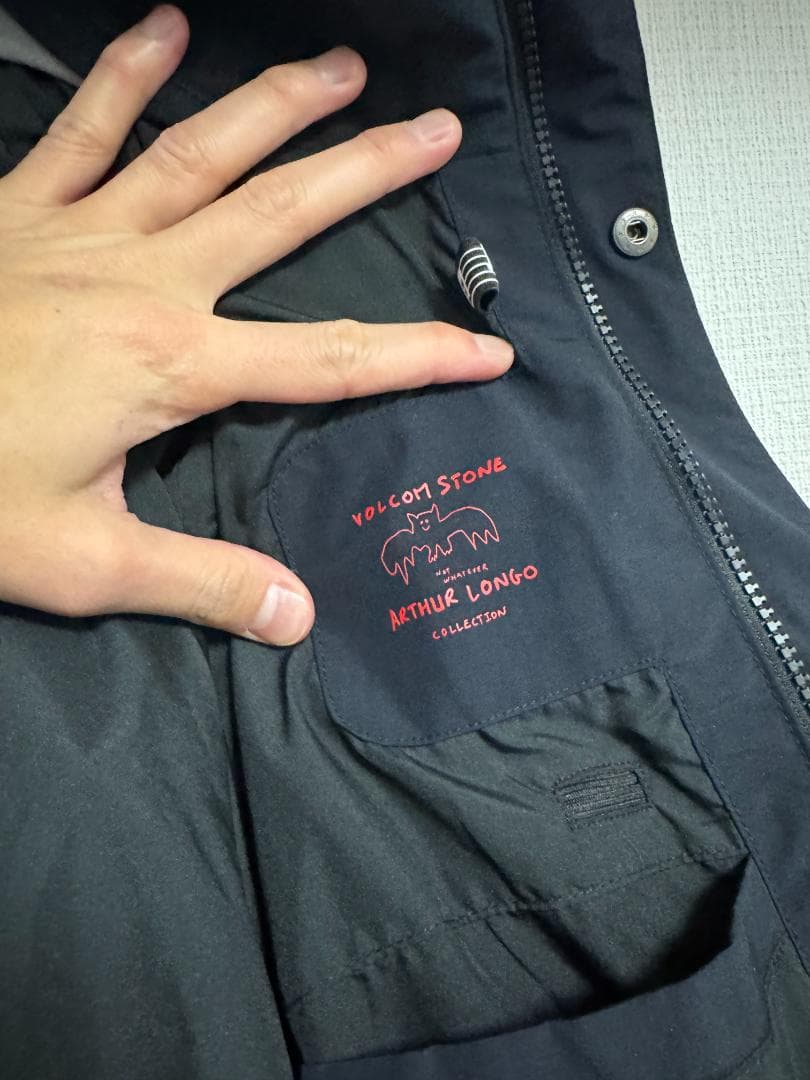 VOLCOM STONE
NOT
WHATEVER
ARTHUR LONGO
COLLECTION